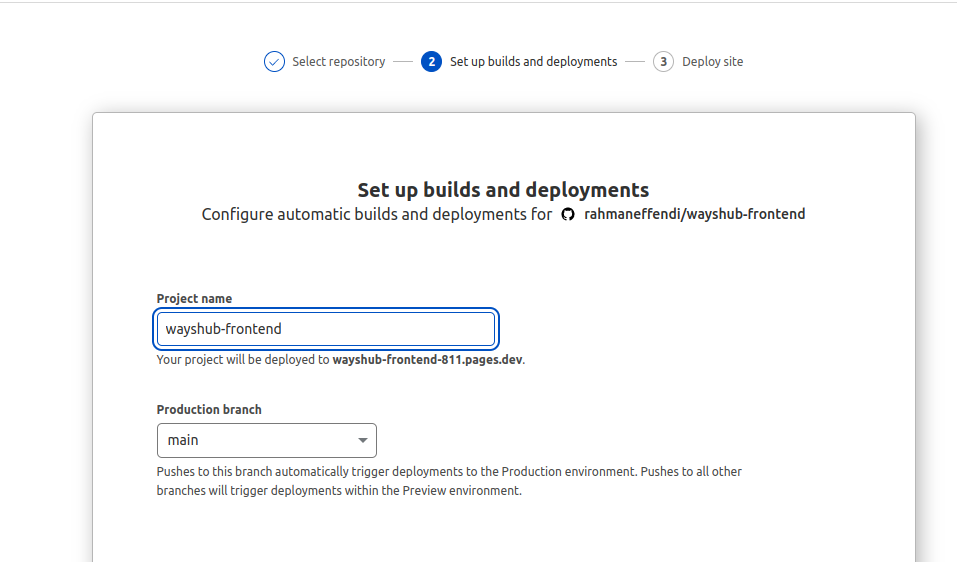 Select repository 2 Set up builds and deployments 3 Deploy site
Set up builds and deployments
Configure automatic builds and deployments for rahmaneffendi/wayshub-frontend
Project name
wayshub-frontend
Your project will be deployed to wayshub-frontend-811.pages.dev.
Production branch
main
Pushes to this branch automatically trigger deployments to the Production environment. Pushes to all other
branches will trigger deployments within the Preview environment.